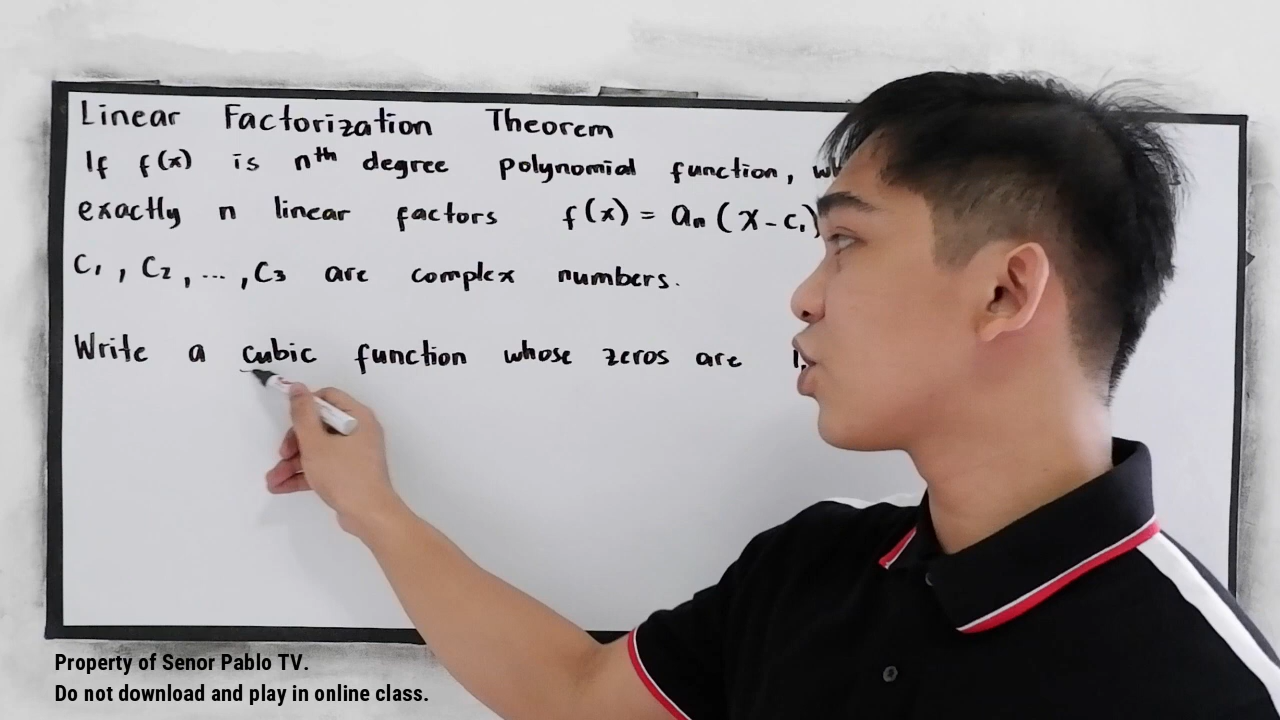 Linear Factorization Theorem
If f(x) is nᵗʰ degree polynomial function,
exactly n linear factors f(x) = aₙ (x - c₁)
C₁ , C₂ , ... , C₃ are complex numbers.
Write a cubic function whose zeros are
Property of Senor Pablo TV.
Do not download and play in online class.